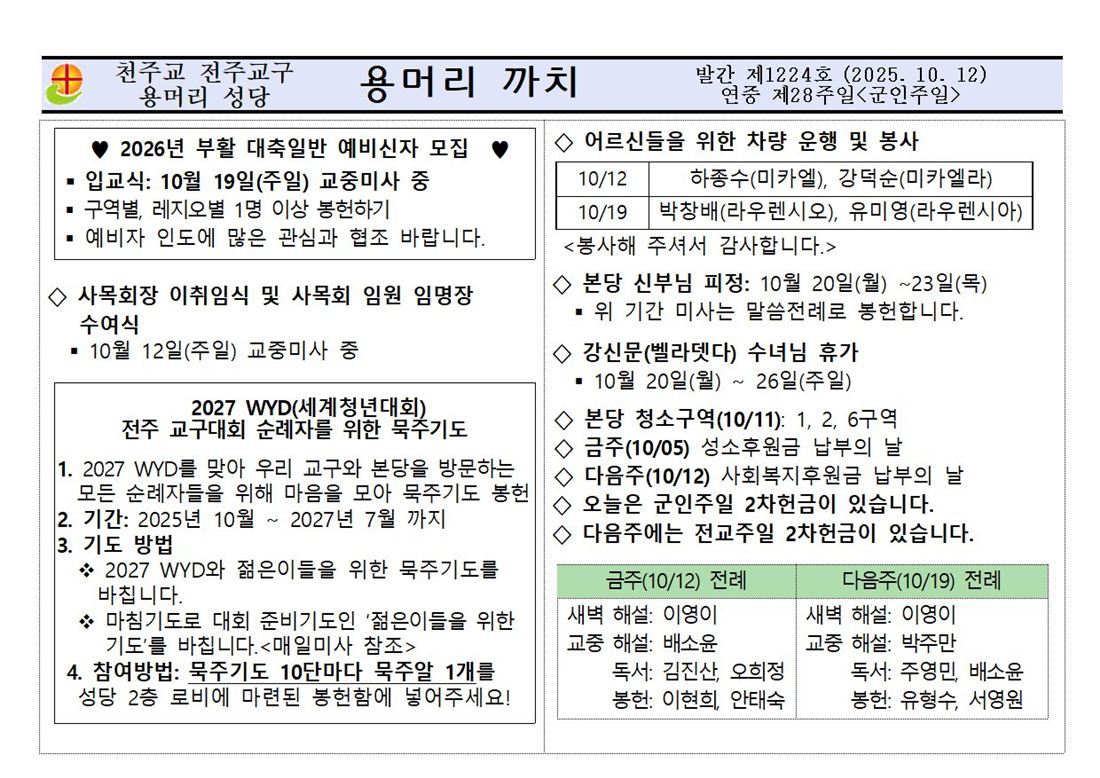 천주교 전주교구
용머리 성당
용머리 까치
발간 제1224호 (2025. 10. 12)
연중 제28주일<군인주일>
♥ 2026년 부활 대축일반 예비신자 모집 ♥
▪ 입교식: 10월 19일(주일) 교중미사 중
▪ 구역별, 레지오별 1명 이상 봉헌하기
▪ 예비자 인도에 많은 관심과 협조 바랍니다.
◇ 사목회장 이취임식 및 사목회 임원 임명장
수여식
▪ 10월 12일(주일) 교중미사 중
2027 WYD(세계청년대회)
전주 교구대회 순례자를 위한 묵주기도
1. 2027 WYD를 맞아 우리 교구와 본당을 방문하는
모든 순례자들을 위해 마음을 모아 묵주기도 봉헌
2. 기간: 2025년 10월 ~ 2027년 7월 까지
3. 기도 방법
❖ 2027 WYD와 젊은이들을 위한 묵주기도를
바칩니다.
❖ 마침기도로 대회 준비기도인 ‘젊은이들을 위한
기도’를 바칩니다.<매일미사 참조>
4. 참여방법: 묵주기도 10단마다 묵주알 1개를
성당 2층 로비에 마련된 봉헌함에 넣어주세요!
◇ 어르신들을 위한 차량 운행 및 봉사
10/12 하종수(미카엘), 강덕순(미카엘라)
10/19 박창배(라우렌시오), 유미영(라우렌시아)
<봉사해 주셔서 감사합니다.>
◇ 본당 신부님 피정: 10월 20일(월) ~23일(목)
▪ 위 기간 미사는 말씀전례로 봉헌합니다.
◇ 강신문(벨라뎃다) 수녀님 휴가
▪ 10월 20일(월) ~ 26일(주일)
◇ 본당 청소구역(10/11): 1, 2, 6구역
◇ 금주(10/05) 성소후원금 납부의 날
◇ 다음주(10/12) 사회복지후원금 납부의 날
◇ 오늘은 군인주일 2차헌금이 있습니다.
◇ 다음주에는 전교주일 2차헌금이 있습니다.
금주(10/12) 전례 다음주(10/19) 전례
새벽 해설: 이영이 새벽 해설: 이영이
교중 해설: 배소윤 교중 해설: 박주만
독서: 김진산, 오희정 독서: 주영민, 배소윤
봉헌: 이현희, 안태숙 봉헌: 유형수, 서영원